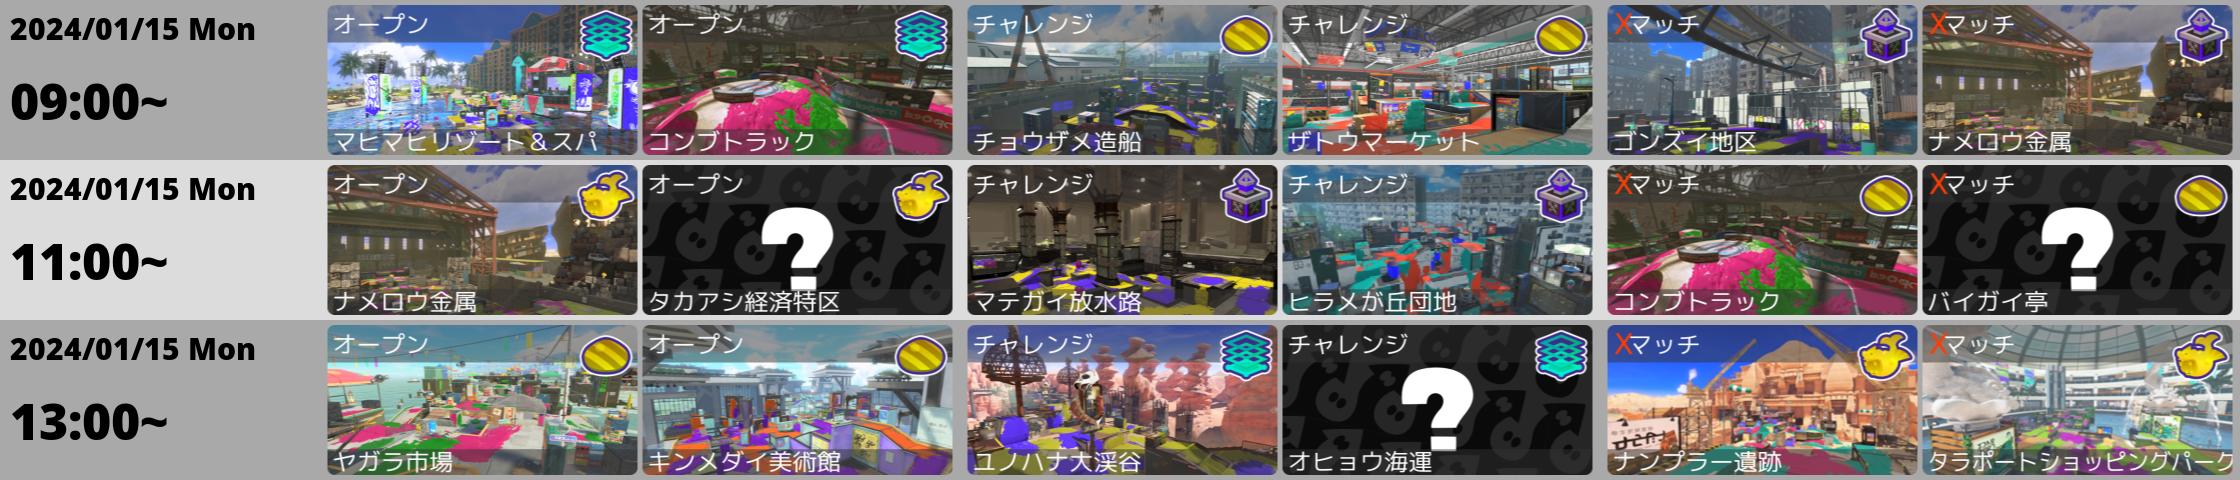 2024/01/15 Mon
09:00~
オープン
マヒマヒリゾート＆スパ
オープン
コンブトラック
チャレンジ
チョウザメ造船
チャレンジ
ザトウマーケット
Xマッチ
ゴンズイ地区
Xマッチ
ナメロウ金属
2024/01/15 Mon
11:00~
オープン
ナメロウ金属
オープン
?
タカアシ経済特区
チャレンジ
マテガイ放水路
チャレンジ
ヒラメが丘団地
Xマッチ
コンブトラック
Xマッチ
?
バイガイ亭
2024/01/15 Mon
13:00~
オープン
ヤガラ市場
オープン
キンメダイ美術館
チャレンジ
ユノハナ大渓谷
チャレンジ
?
オヒョウ海運
Xマッチ
ナンプラー遺跡
Xマッチ
タラポートショッピングパーク